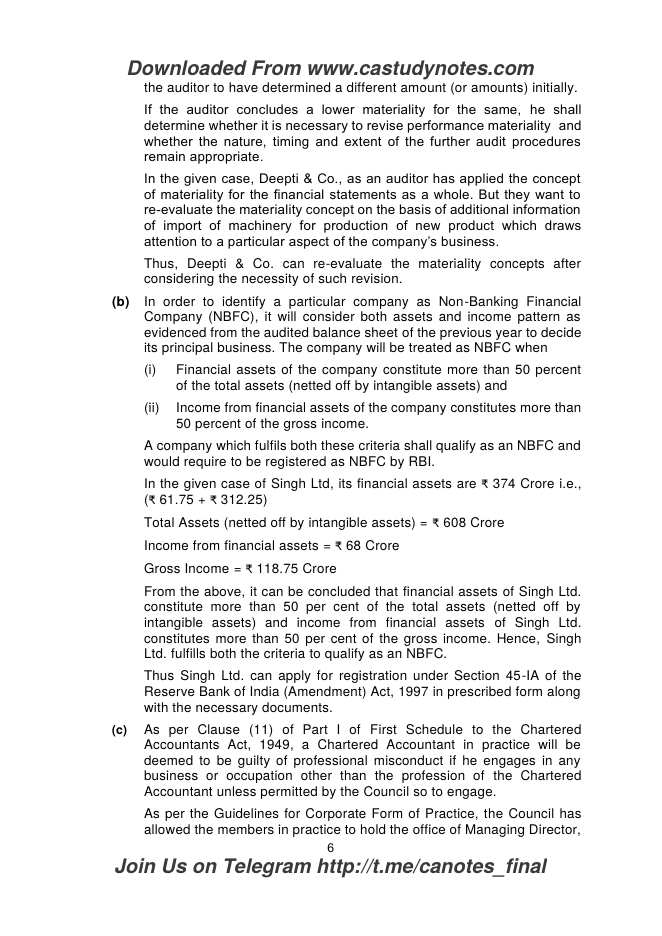 Downloaded From www.castudynotes.com
the auditor to have determined a different amount (or amounts) initially.
If the auditor concludes a lower materiality for the same, he shall
determine whether it is necessary to revise performance materiality and
whether the nature, timing and extent of the further audit procedures
remain appropriate.
In the given case, Deepti & Co., as an auditor has applied the concept
of materiality for the financial statements as a whole. But they want to
re-evaluate the materiality concept on the basis of additional information
of import of machinery for production of new product which draws
attention to a particular aspect of the company's business.
Thus, Deepti & Co. can re-evaluate the materiality concepts after
considering the necessity of such revision.
(b) In order to identify a particular company as Non-Banking Financial
Company (NBFC), it will consider both assets and income pattern as
evidenced from the audited balance sheet of the previous year to decide
its principal business. The company will be treated as NBFC when
(i) Financial assets of the company constitute more than 50 percent
of the total assets (netted off by intangible assets) and
(ii) Income from financial assets of the company constitutes more than
50 percent of the gross income.
A company which fulfils both these criteria shall qualify as an NBFC and
would require to be registered as NBFC by RBI.
In the given case of Singh Ltd, its financial assets are ₹ 374 Crore i.e.,
(₹ 61.75 + ₹ 312.25)
Total Assets (netted off by intangible assets) = ₹ 608 Crore
Income from financial assets = ₹ 68 Crore
Gross Income = ₹ 118.75 Crore
From the above, it can be concluded that financial assets of Singh Ltd.
constitute more than 50 per cent of the total assets (netted off by
intangible assets) and income from financial assets of Singh Ltd.
constitutes more than 50 per cent of the gross income. Hence, Singh
Ltd. fulfills both the criteria to qualify as an NBFC.
Thus Singh Ltd. can apply for registration under Section 45-IA of the
Reserve Bank of India (Amendment) Act, 1997 in prescribed form along
with the necessary documents.
(c) As per Clause (11) of Part I of First Schedule to the Chartered
Accountants Act, 1949, a Chartered Accountant in practice will be
deemed to be guilty of professional misconduct if he engages in any
business or occupation other than the profession of the Chartered
Accountant unless permitted by the Council so to engage.
As per the Guidelines for Corporate Form of Practice, the Council has
allowed the members in practice to hold the office of Managing Director,
6
Join Us on Telegram http://t.me/canotes_final